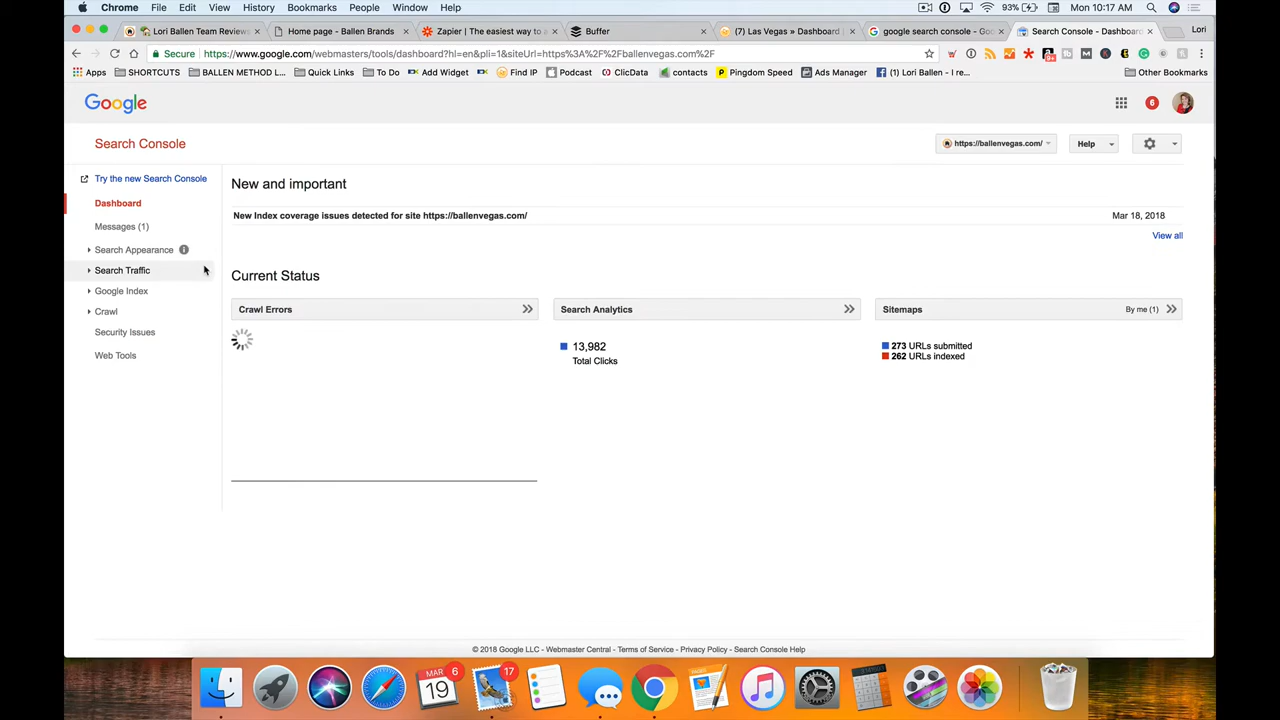 Chrome File Edit View History Bookmarks People Window Help 93% Mon 10:17 AM
Lori Ballen Team Reviews Home page - Ballen Brands Zapier | The easiest way to a Buffer (7) Las Vegas » Dashboard google search console - Goo Search Console - Dashboard Lori
Secure https://www.google.com/webmasters/tools/dashboard?hl=en&pli=1&siteUrl=https%3A%2F%2Fballenvegas.com%2F
Apps SHORTCUTS BALLEN METHOD L... Quick Links To Do Add Widget Find IP Podcast ClicData contacts Pingdom Speed Ads Manager (1) Lori Ballen - I re... Other Bookmarks
Google 6
Search Console https://ballenvegas.com/ Help
Try the new Search Console
Dashboard
Messages (1)
Search Appearance
Search Traffic
Google Index
Crawl
Security Issues
Web Tools
New and important
New Index coverage issues detected for site https://ballenvegas.com/ Mar 18, 2018
View all
Current Status
Crawl Errors
Search Analytics
13,982
Total Clicks
Sitemaps By me (1)
273 URLs submitted
262 URLs indexed
© 2018 Google LLC - Webmaster Central - Terms of Service - Privacy Policy - Search Console Help
MAR 6 17
19